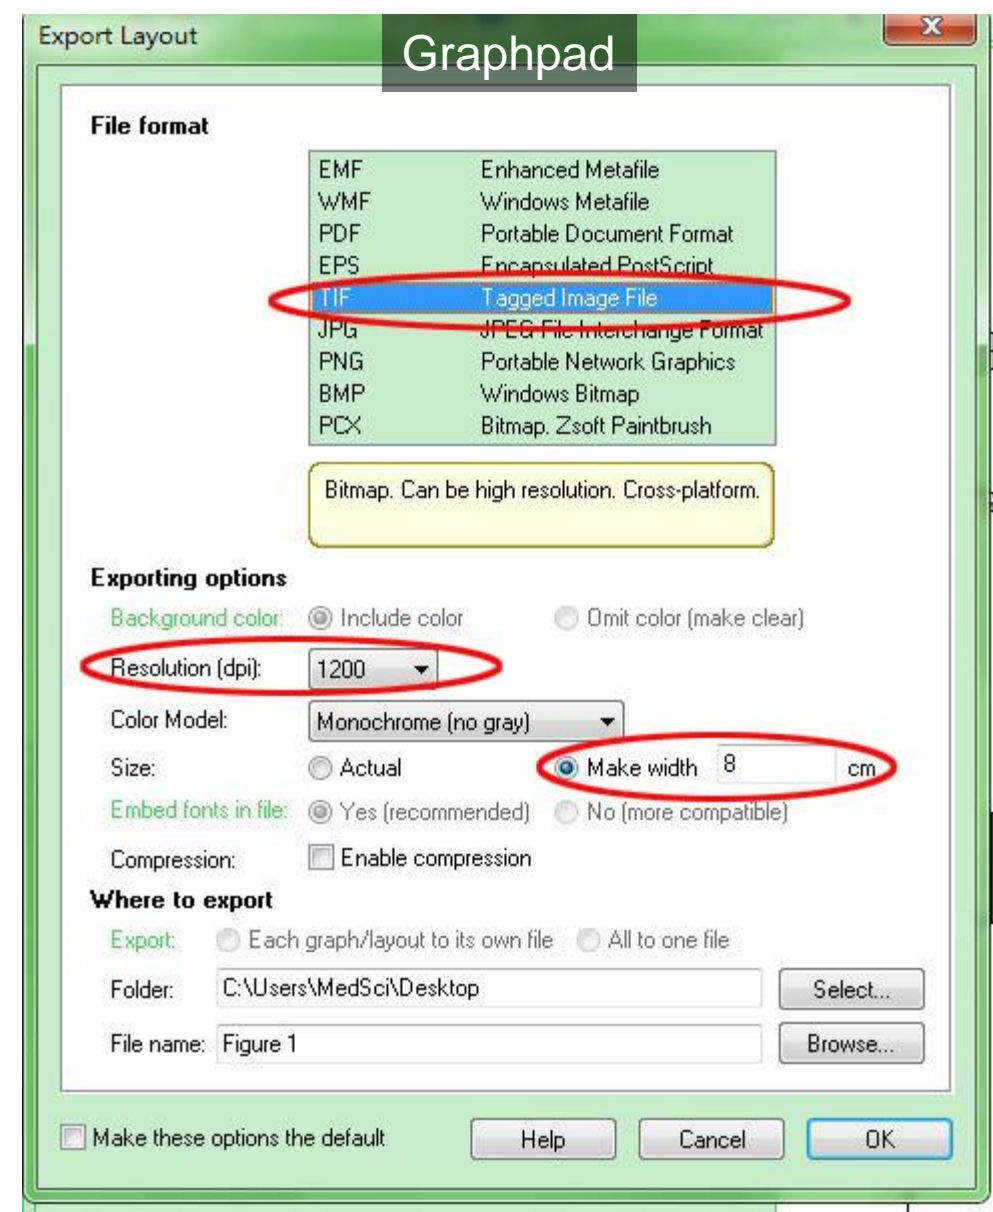 Export Layout
Graphpad
File format
EMF Enhanced Metafile
WMF Windows Metafile
PDF Portable Document Format
EPS Encapsulated PostScript
TIF Tagged Image File
JPG JPEG File Interchange Format
PNG Portable Network Graphics
BMP Windows Bitmap
PCX Bitmap. Zsoft Paintbrush
Bitmap. Can be high resolution. Cross-platform.
Exporting options
Background color: Include color Omit color (make clear)
Resolution (dpi): 1200
Color Model: Monochrome (no gray)
Size: Actual Make width 8 cm
Embed fonts in file: Yes (recommended) No (more compatible)
Compression: Enable compression
Where to export
Export: Each graph/layout to its own file All to one file
Folder: C:\Users\MedSci\Desktop Select...
File name: Figure 1 Browse...
Make these options the default Help Cancel OK